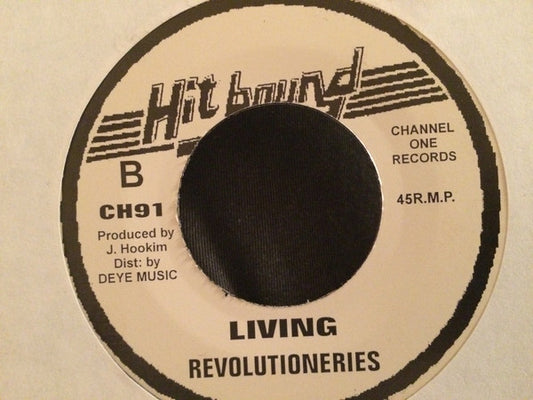 Hit bound
B
CH91
Produced by
J. Hookim
Dist: by
DEYE MUSIC
CHANNEL
ONE
RECORDS
45R.M.P.
LIVING
REVOLUTIONERIES